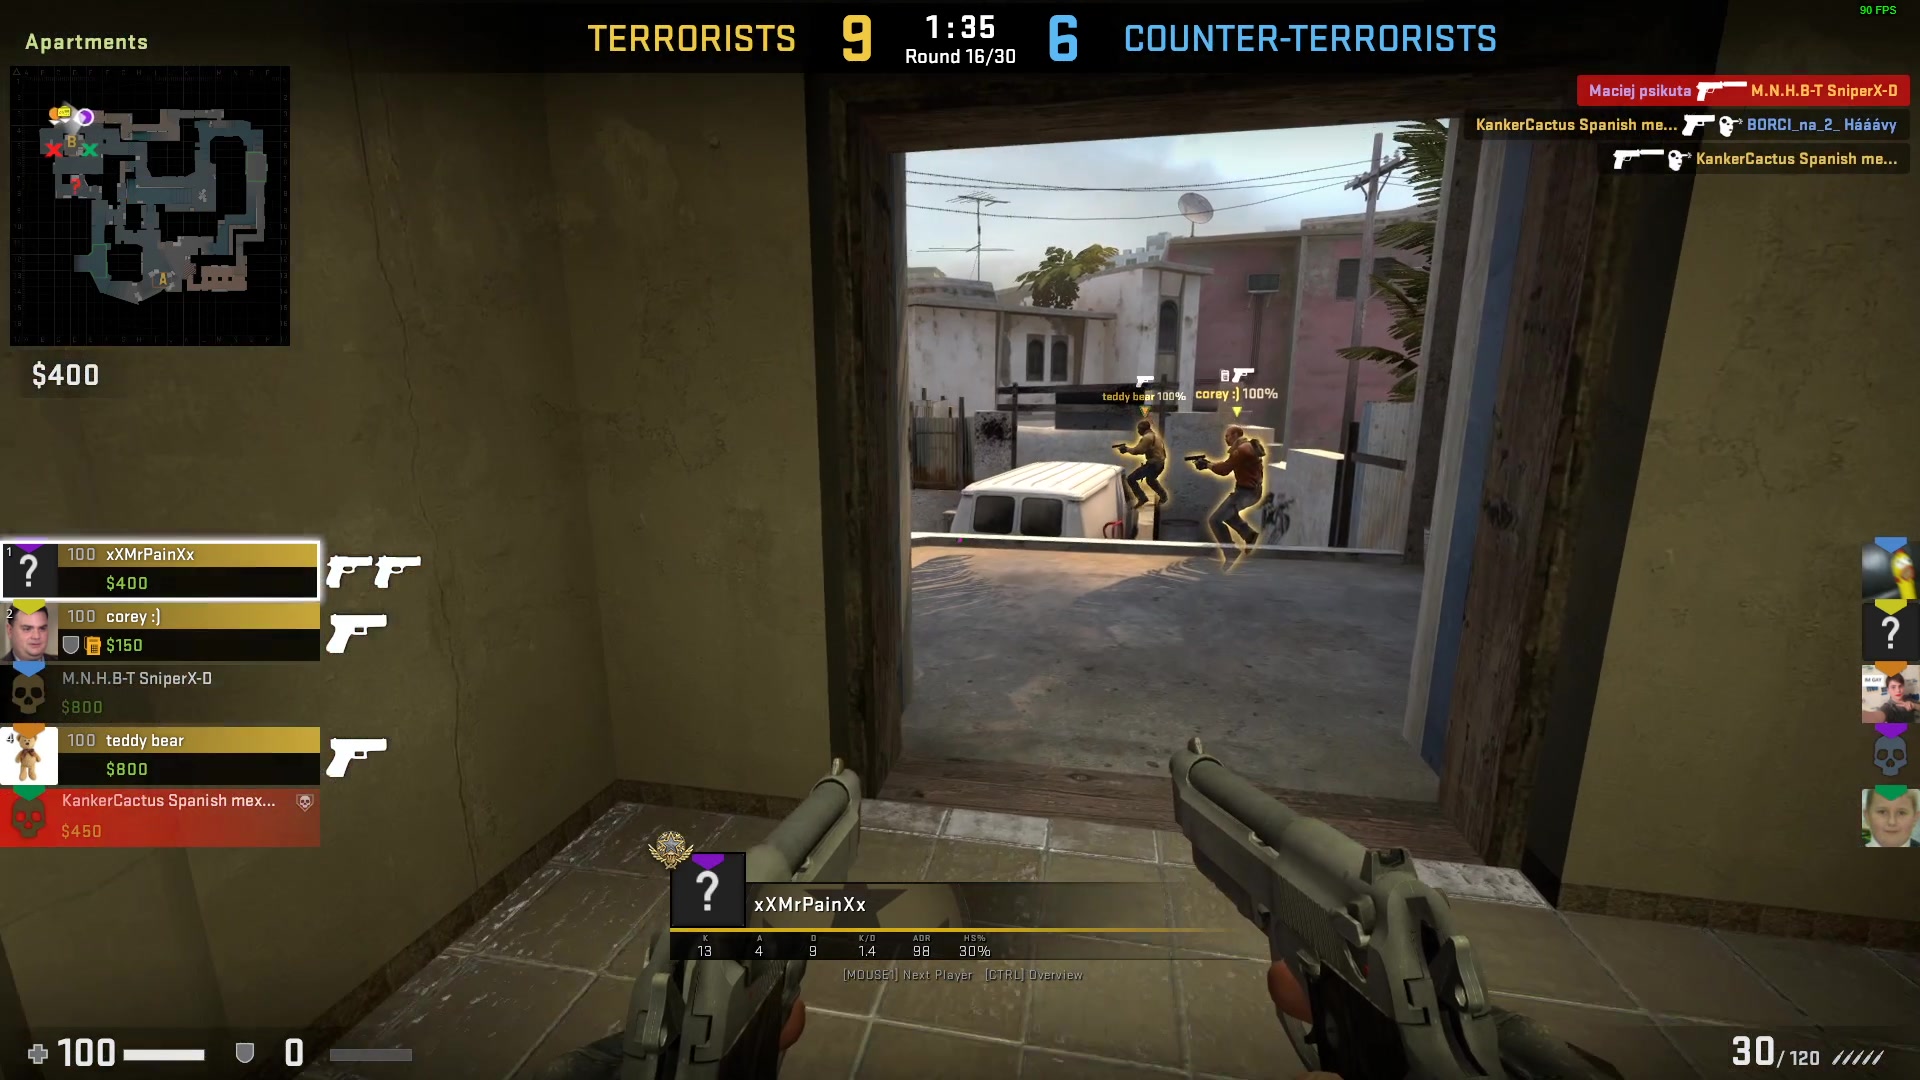 90 FPS
TERRORISTS 9 1:35 6 COUNTER-TERRORISTS
Round 16/30
Apartments
Maciej psikuta M.N.H.B-T SniperX-D
KankerCactus Spanish me... BORCI_na_2_ Hááávy
KankerCactus Spanish me...
B
A
$400
teddy bear 100%
corey :) 100%
1 100 xXMrPainXx
$400
2 100 corey :)
$150
M.N.H.B-T SniperX-D
$800
4 100 teddy bear
$800
KankerCactus Spanish mex...
$450
xXMrPainXx
K A D K/D ADR HS%
13 4 9 1.4 98 30%
[MOUSE1] Next Player [CTRL] Overview
100 0
30 / 120